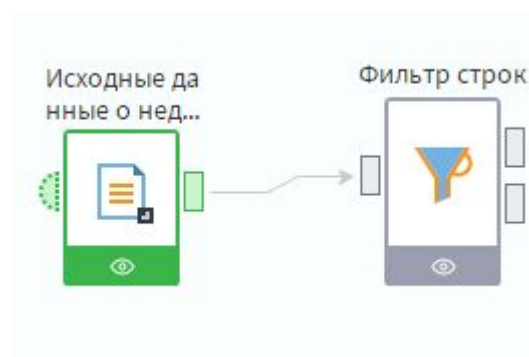 Исходные да
нные о нед...
Фильтр строк